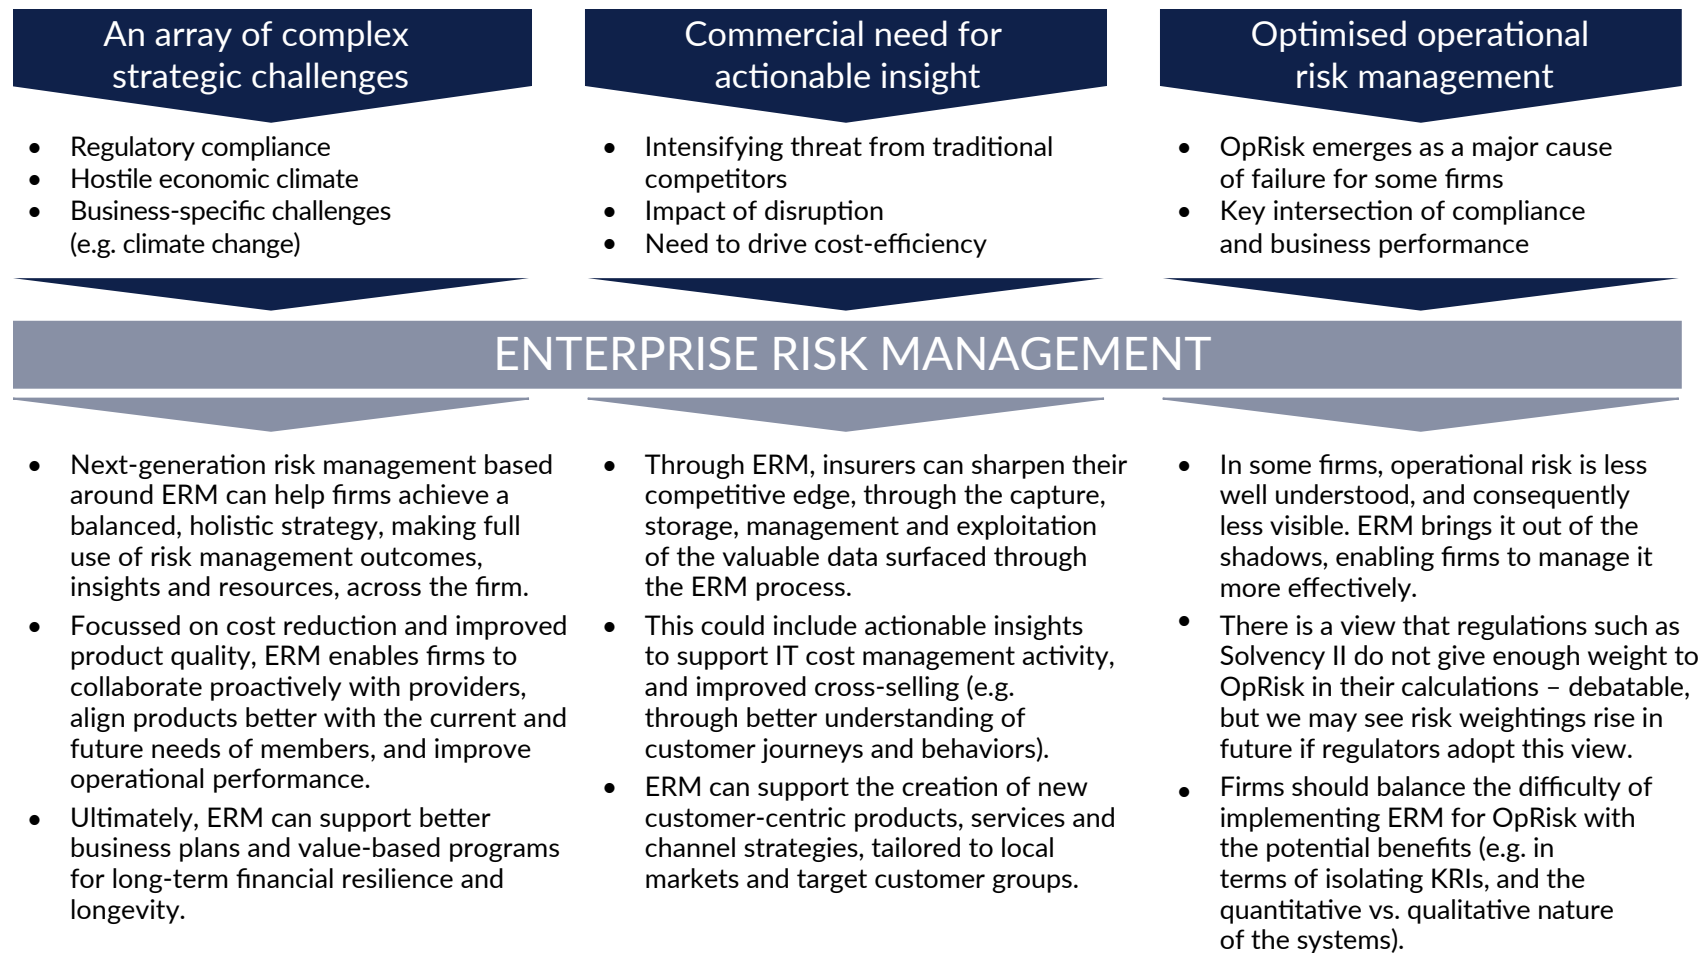 An array of complex
strategic challenges
• Regulatory compliance
• Hostile economic climate
• Business-specific challenges
(e.g. climate change)
Commercial need for
actionable insight
• Intensifying threat from traditional
competitors
• Impact of disruption
• Need to drive cost-efficiency
Optimised operational
risk management
• OpRisk emerges as a major cause
of failure for some firms
• Key intersection of compliance
and business performance
ENTERPRISE RISK MANAGEMENT
• Next-generation risk management based
around ERM can help firms achieve a
balanced, holistic strategy, making full
use of risk management outcomes,
insights and resources, across the firm.
• Focussed on cost reduction and improved
product quality, ERM enables firms to
collaborate proactively with providers,
align products better with the current and
future needs of members, and improve
operational performance.
• Ultimately, ERM can support better
business plans and value-based programs
for long-term financial resilience and
longevity.
• Through ERM, insurers can sharpen their
competitive edge, through the capture,
storage, management and exploitation
of the valuable data surfaced through
the ERM process.
• This could include actionable insights
to support IT cost management activity,
and improved cross-selling (e.g.
through better understanding of
customer journeys and behaviors).
• ERM can support the creation of new
customer-centric products, services and
channel strategies, tailored to local
markets and target customer groups.
• In some firms, operational risk is less
well understood, and consequently
less visible. ERM brings it out of the
shadows, enabling firms to manage it
more effectively.
• There is a view that regulations such as
Solvency II do not give enough weight to
OpRisk in their calculations – debatable,
but we may see risk weightings rise in
future if regulators adopt this view.
• Firms should balance the difficulty of
implementing ERM for OpRisk with
the potential benefits (e.g. in
terms of isolating KRIs, and the
quantitative vs. qualitative nature
of the systems).